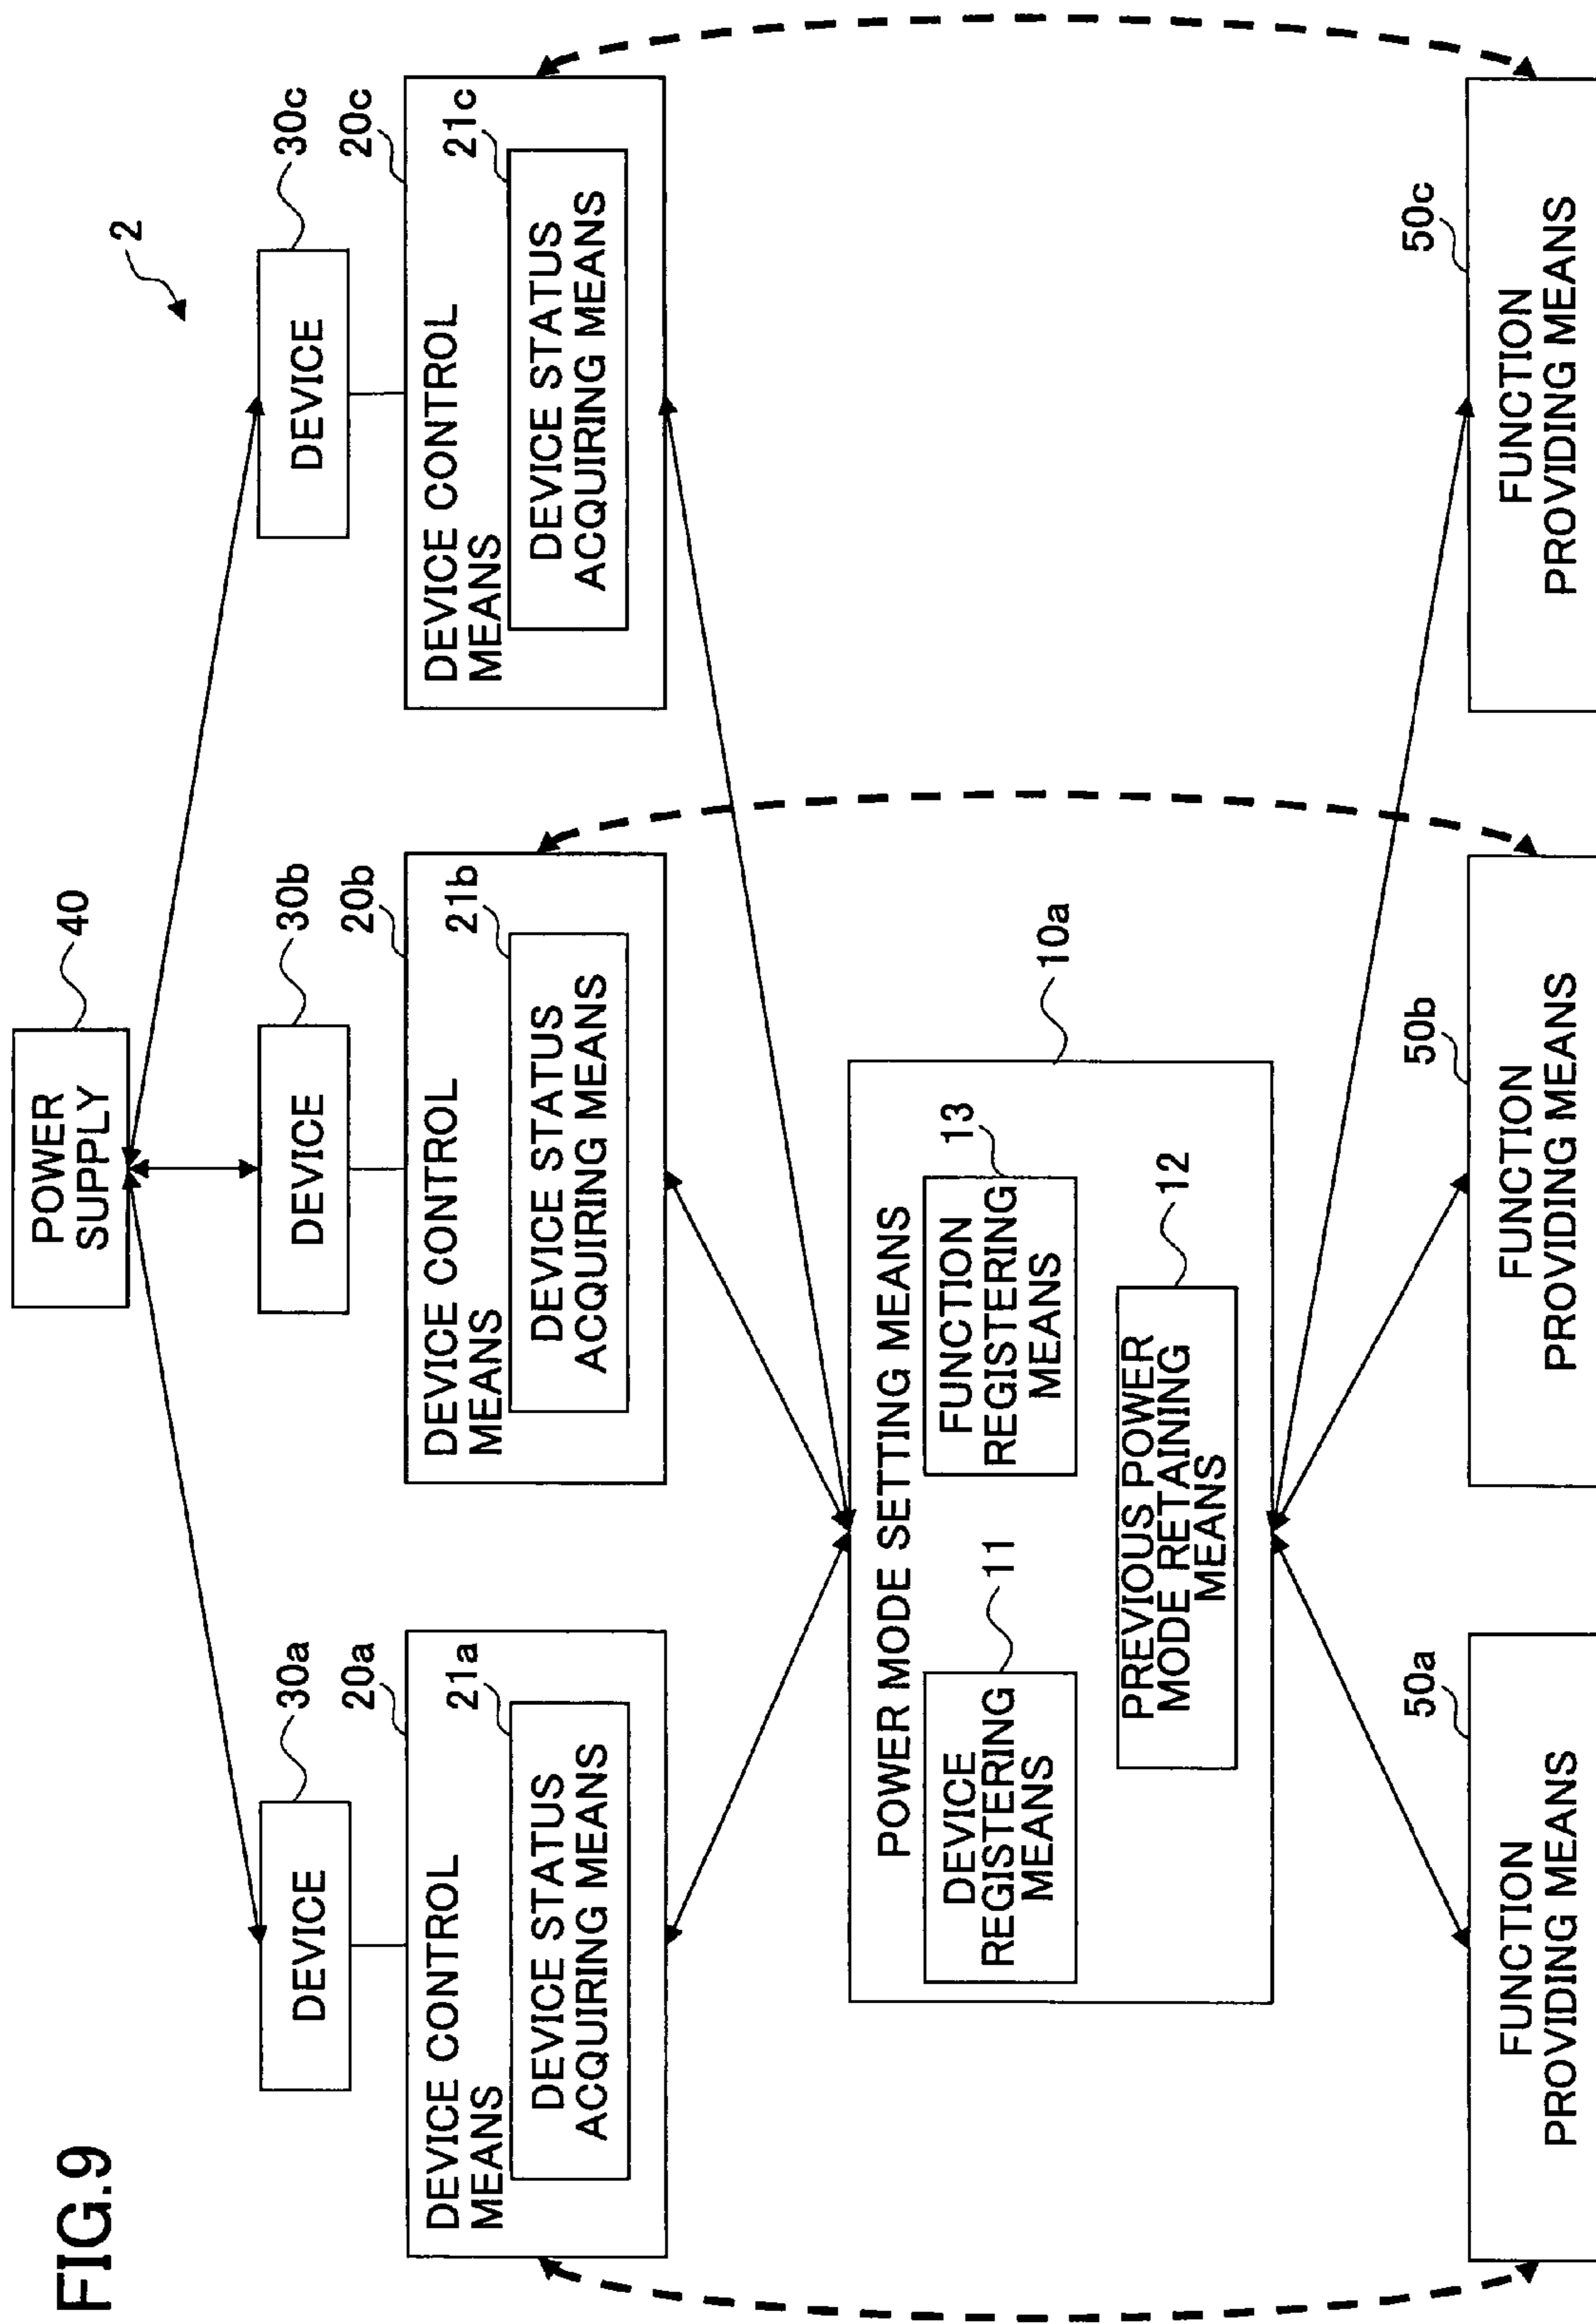 FIG.9
2
POWER
SUPPLY
40
DEVICE
30a
DEVICE
30b
DEVICE
30c
DEVICE CONTROL
MEANS
20a
DEVICE STATUS
ACQUIRING MEANS
21a
DEVICE CONTROL
MEANS
20b
DEVICE STATUS
ACQUIRING MEANS
21b
DEVICE CONTROL
MEANS
20c
DEVICE STATUS
ACQUIRING MEANS
21c
POWER MODE SETTING MEANS
10a
DEVICE
REGISTERING
MEANS
11
FUNCTION
REGISTERING
MEANS
13
PREVIOUS POWER
MODE RETAINING
MEANS
12
FUNCTION
PROVIDING MEANS
50a
FUNCTION
PROVIDING MEANS
50b
FUNCTION
PROVIDING MEANS
50c